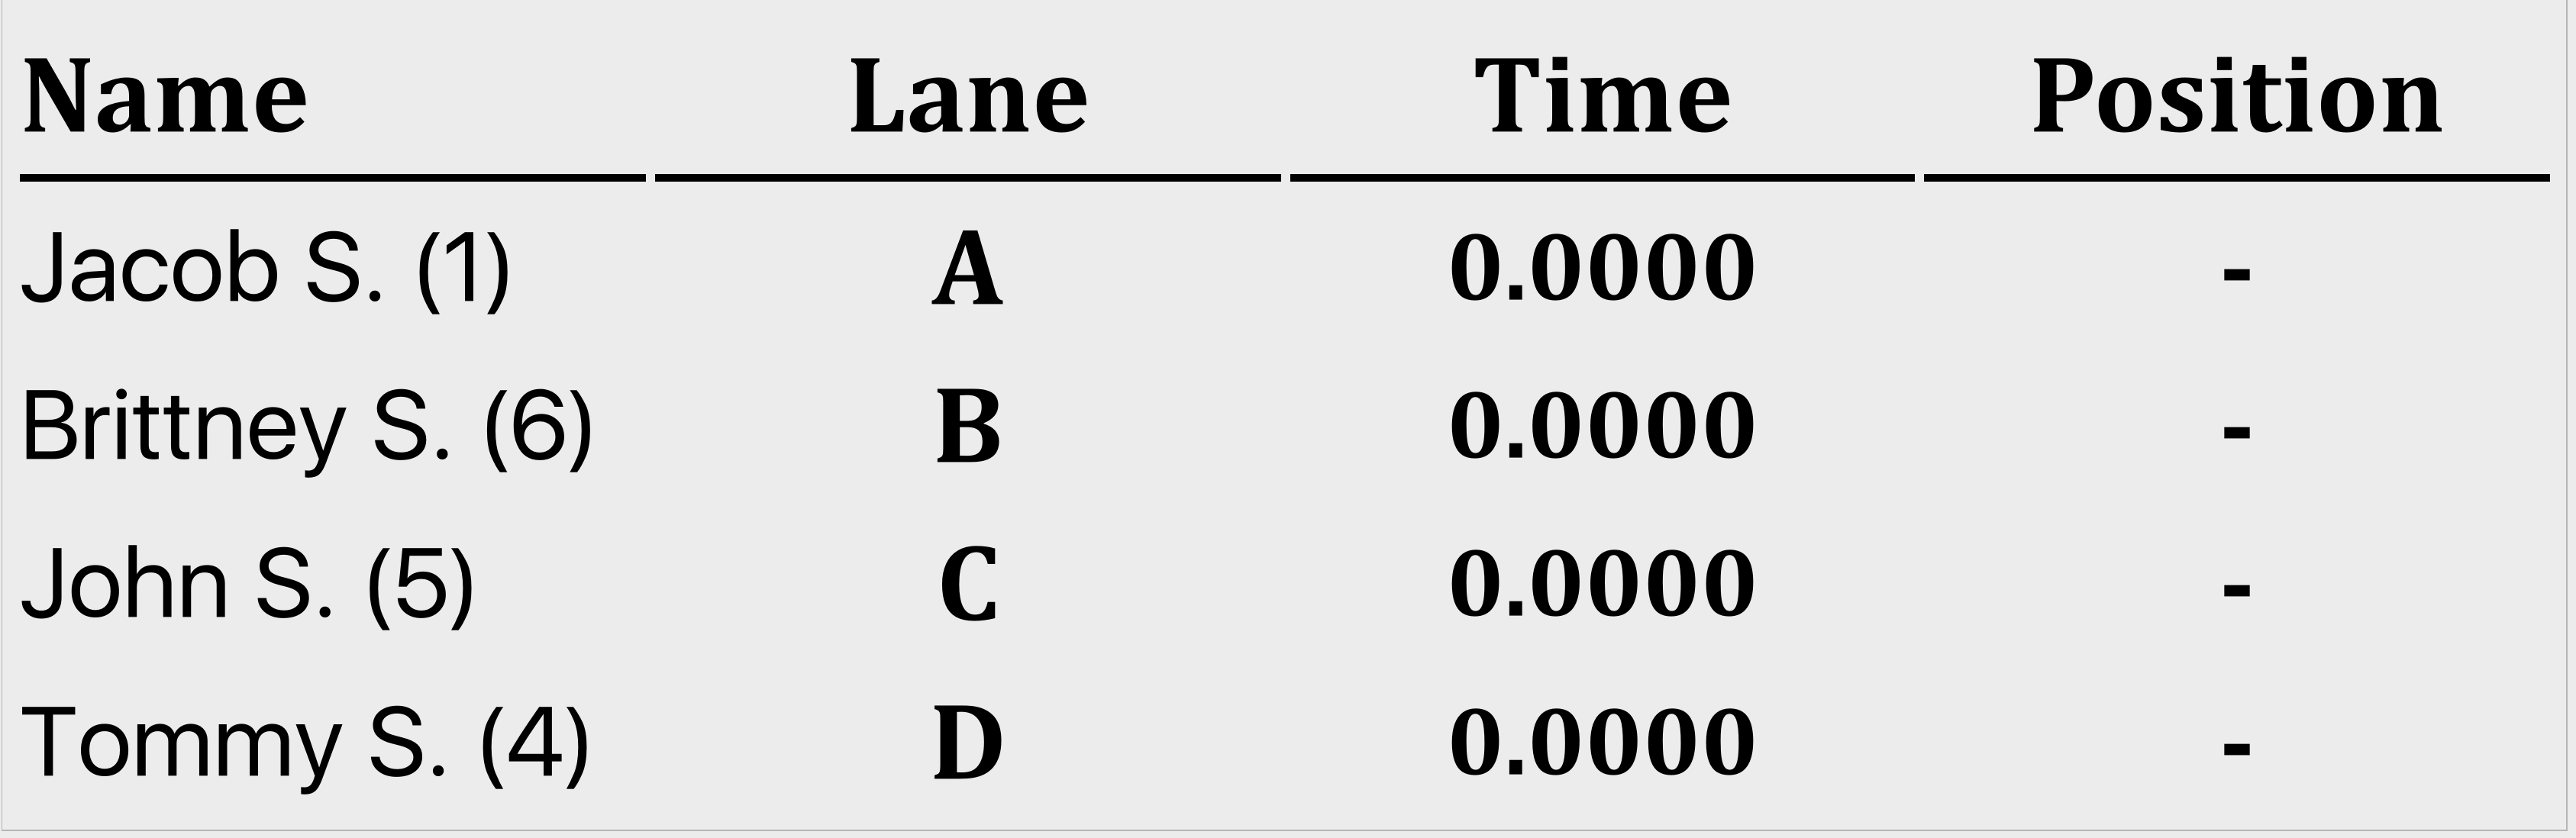 Name Lane Time Position
Jacob S. (1) A 0.0000 -
Brittney S. (6) B 0.0000 -
John S. (5) C 0.0000 -
Tommy S. (4) D 0.0000 -